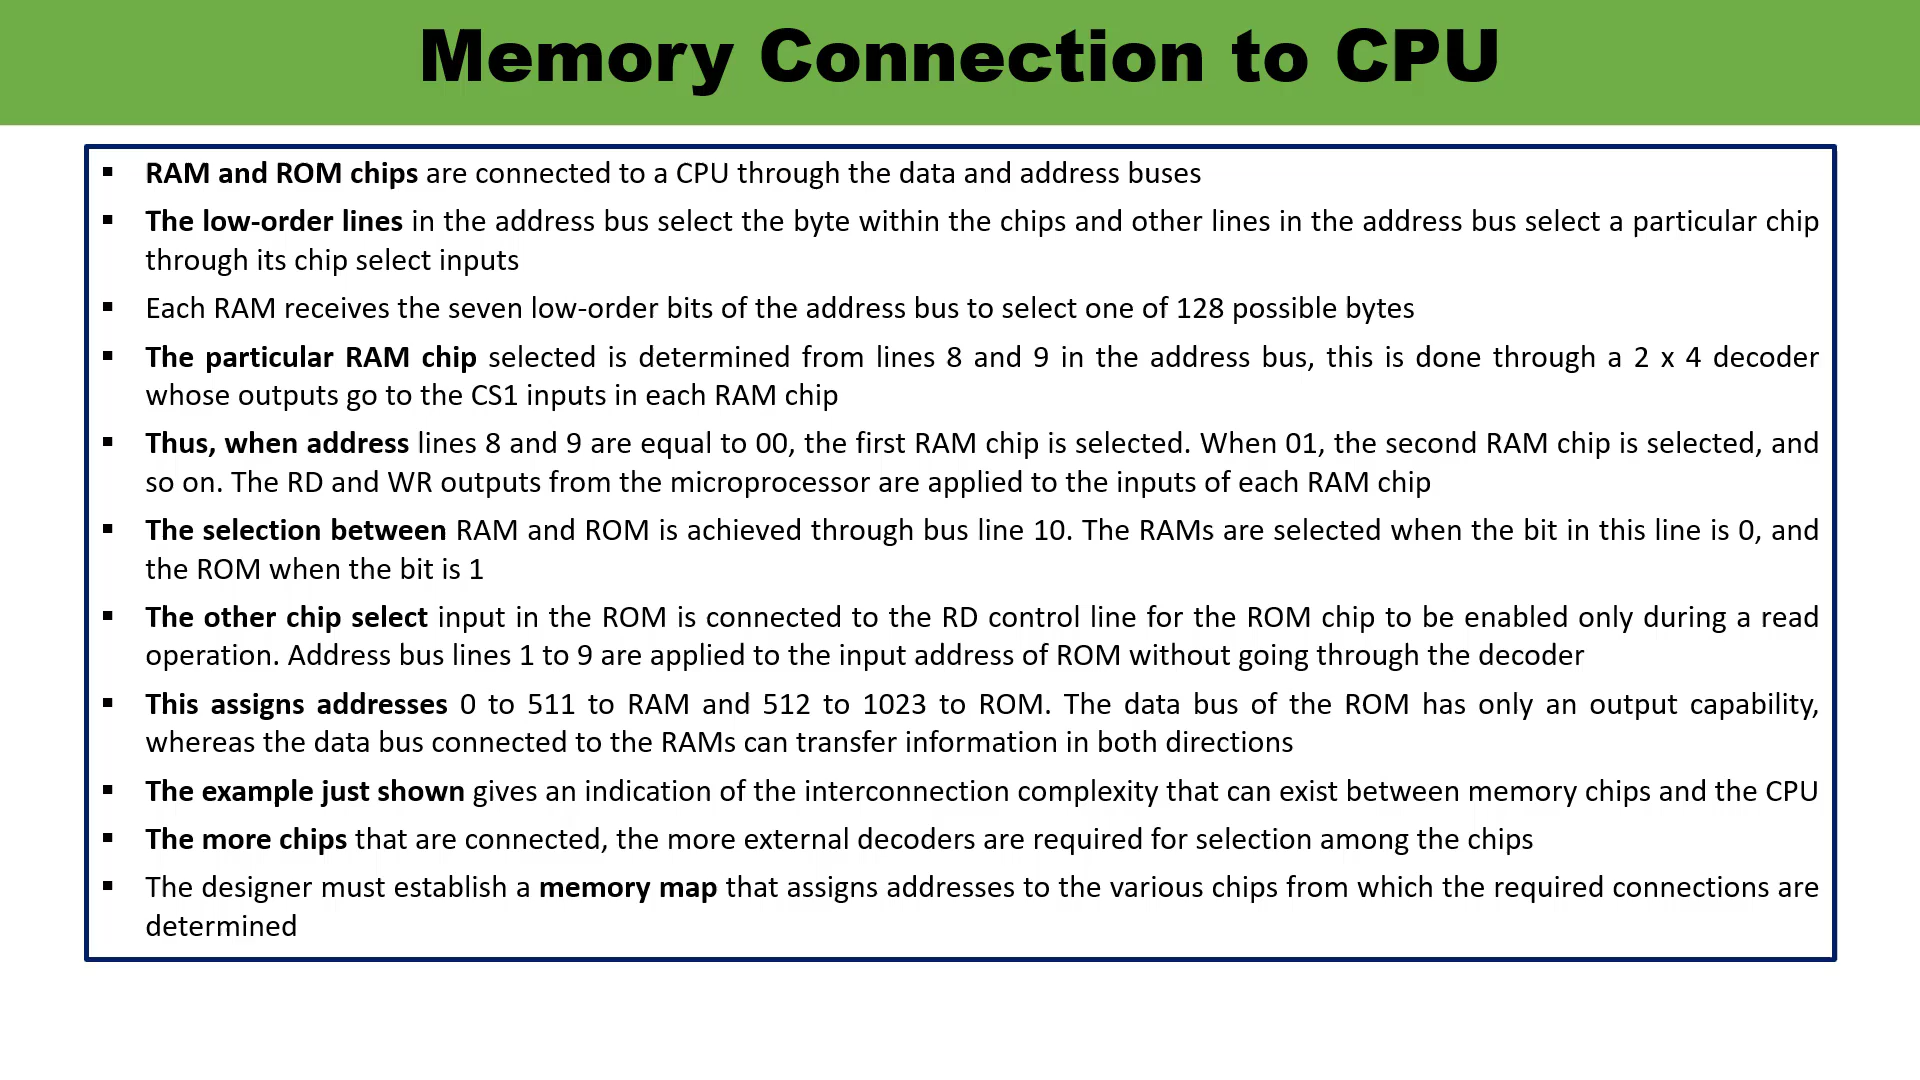 Memory Connection to CPU
▪ RAM and ROM chips are connected to a CPU through the data and address buses
▪ The low-order lines in the address bus select the byte within the chips and other lines in the address bus select a particular chip
through its chip select inputs
▪ Each RAM receives the seven low-order bits of the address bus to select one of 128 possible bytes
▪ The particular RAM chip selected is determined from lines 8 and 9 in the address bus, this is done through a 2 x 4 decoder
whose outputs go to the CS1 inputs in each RAM chip
▪ Thus, when address lines 8 and 9 are equal to 00, the first RAM chip is selected. When 01, the second RAM chip is selected, and
so on. The RD and WR outputs from the microprocessor are applied to the inputs of each RAM chip
▪ The selection between RAM and ROM is achieved through bus line 10. The RAMs are selected when the bit in this line is 0, and
the ROM when the bit is 1
▪ The other chip select input in the ROM is connected to the RD control line for the ROM chip to be enabled only during a read
operation. Address bus lines 1 to 9 are applied to the input address of ROM without going through the decoder
▪ This assigns addresses 0 to 511 to RAM and 512 to 1023 to ROM. The data bus of the ROM has only an output capability,
whereas the data bus connected to the RAMs can transfer information in both directions
▪ The example just shown gives an indication of the interconnection complexity that can exist between memory chips and the CPU
▪ The more chips that are connected, the more external decoders are required for selection among the chips
▪ The designer must establish a memory map that assigns addresses to the various chips from which the required connections are
determined